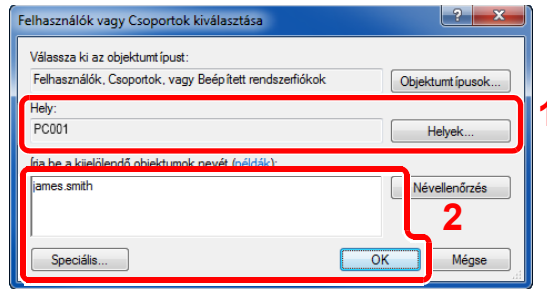 Felhasználók vagy Csoportok kiválasztása
Válassza ki az objektumtípust:
Felhasználók, Csoportok, vagy Beépített rendszerfiókok
Objektumtípusok...
Hely:
1
PC001
Helyek...
Írja be a kijelölendő objektumok nevét (példák):
james.smith
Névellenőrzés
2
Speciális...
OK
Mégse